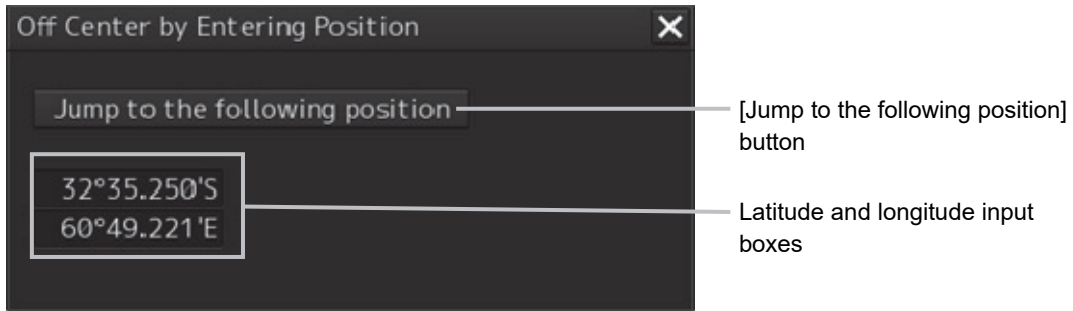 Off Center by Entering Position
Jump to the following position
[Jump to the following position]
button
32°35.250'S
60°49.221'E
Latitude and longitude input
boxes